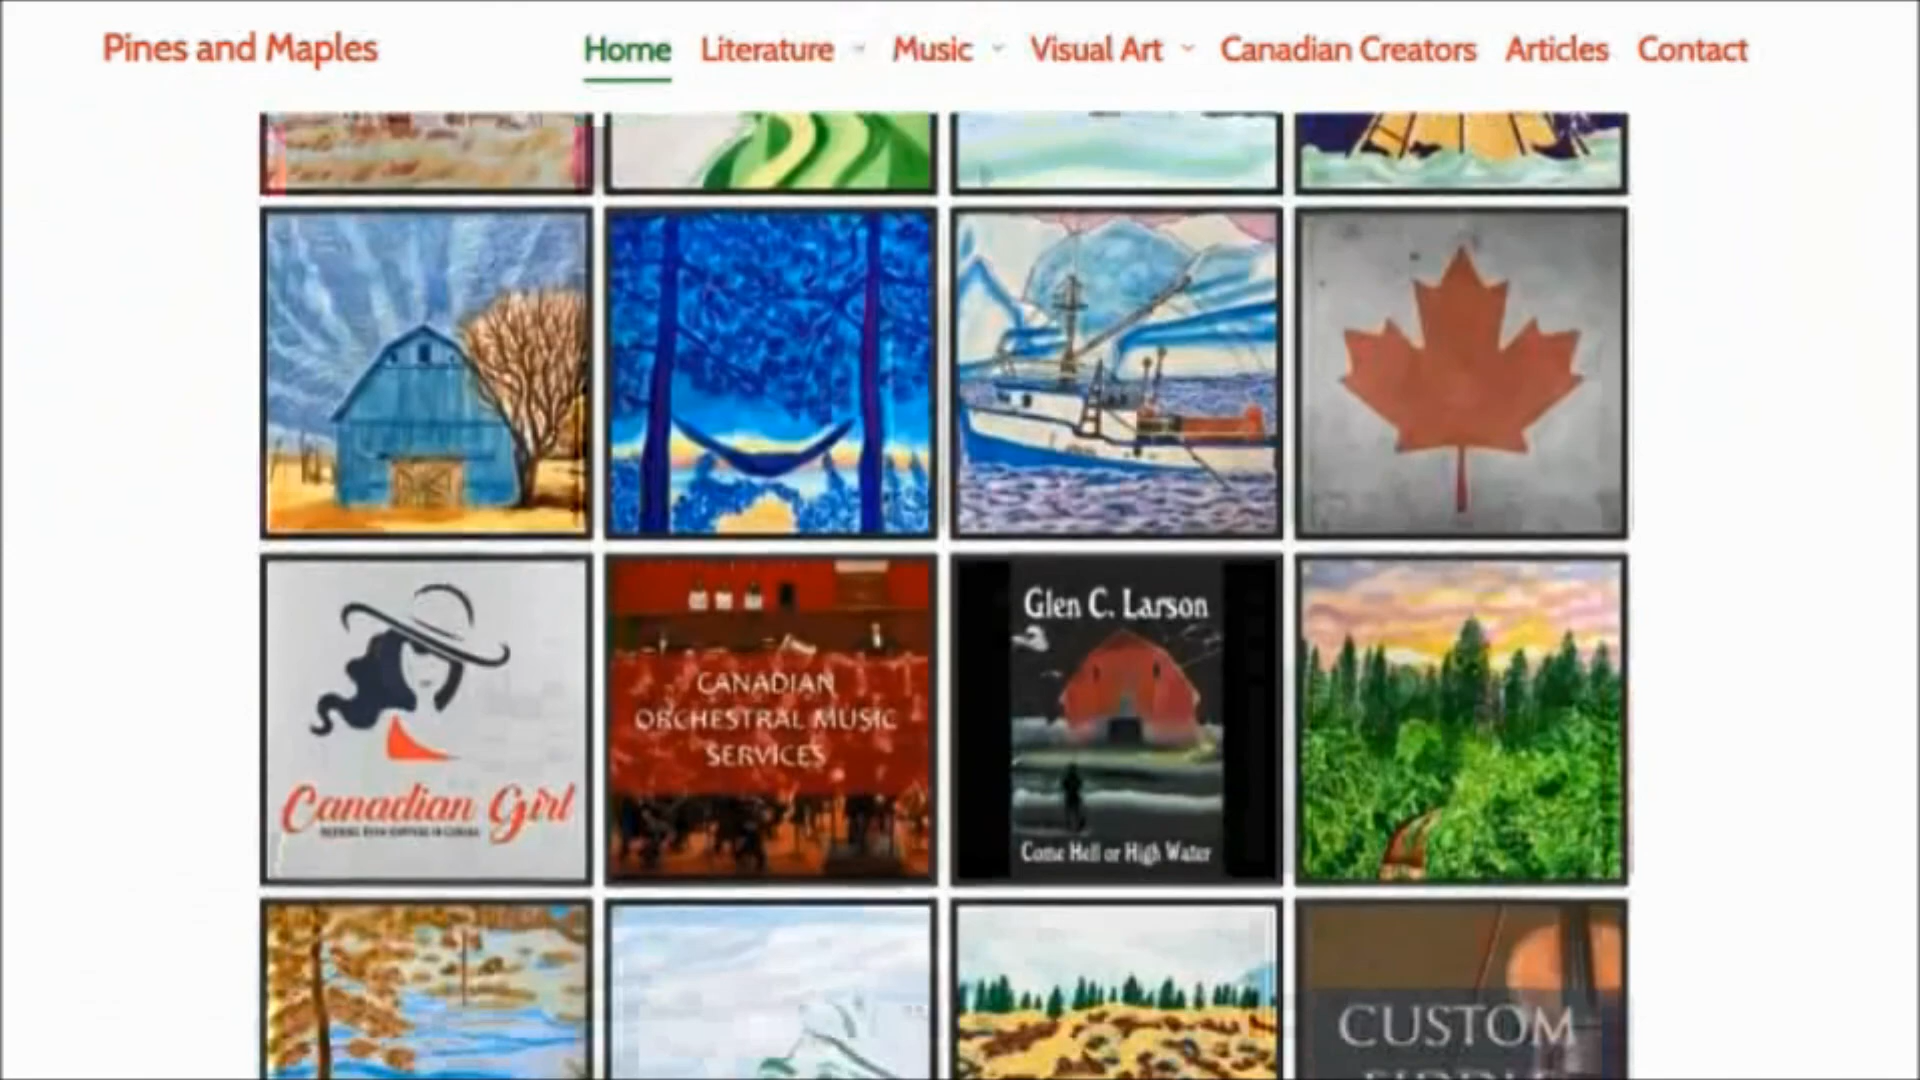 Pines and Maples
Home Literature Music Visual Art Canadian Creators Articles Contact
Canadian Girl
CANADIAN
ORCHESTRAL MUSIC
SERVICES
Glen C. Larson
Come Hell or High Water
CUSTOM